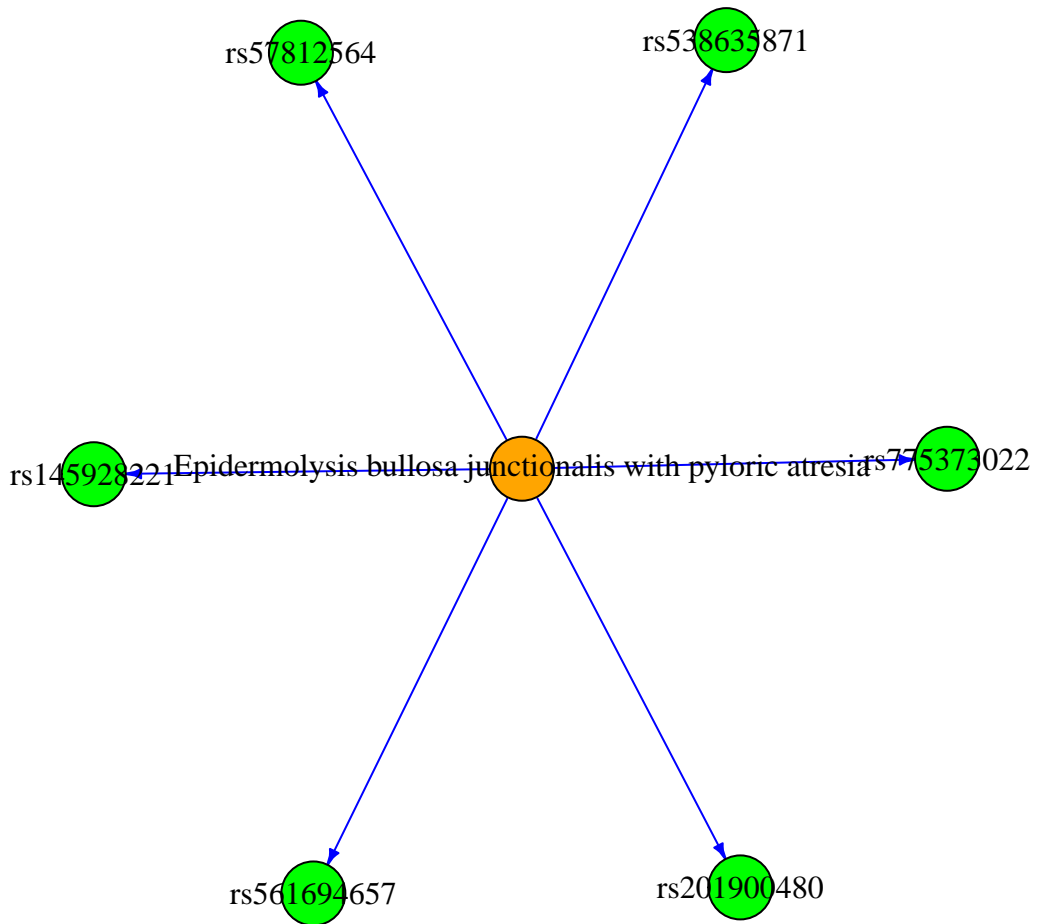 rs538635871
rs57812564
rs775373022
Epidermolysis bullosa junctionalis with pyloric atresia
rs145928221
rs201900480
rs561694657